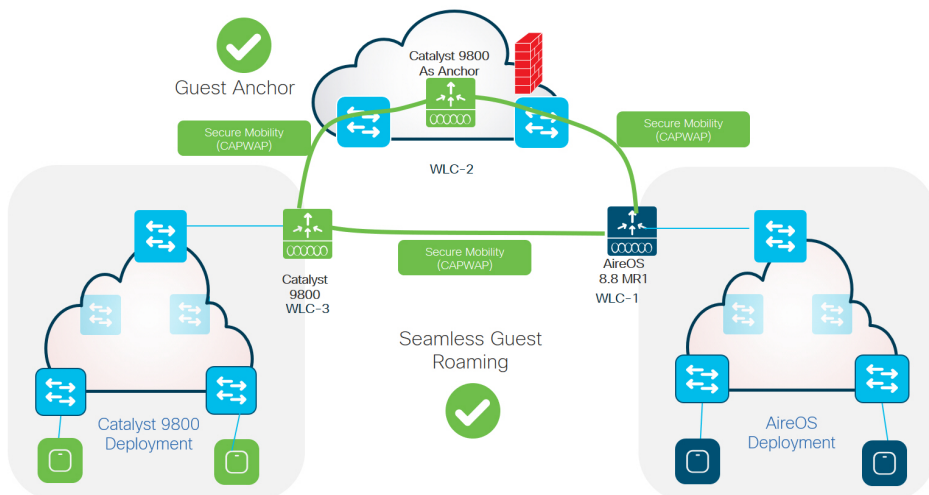 Guest Anchor
Catalyst 9800
As Anchor
Secure Mobility
(CAPWAP)
Secure Mobility
(CAPWAP)
WLC-2
Secure Mobility
(CAPWAP)
Catalyst
9800
WLC-3
AireOS
8.8 MR1
WLC-1
Seamless Guest
Roaming
Catalyst 9800
Deployment
AireOS
Deployment